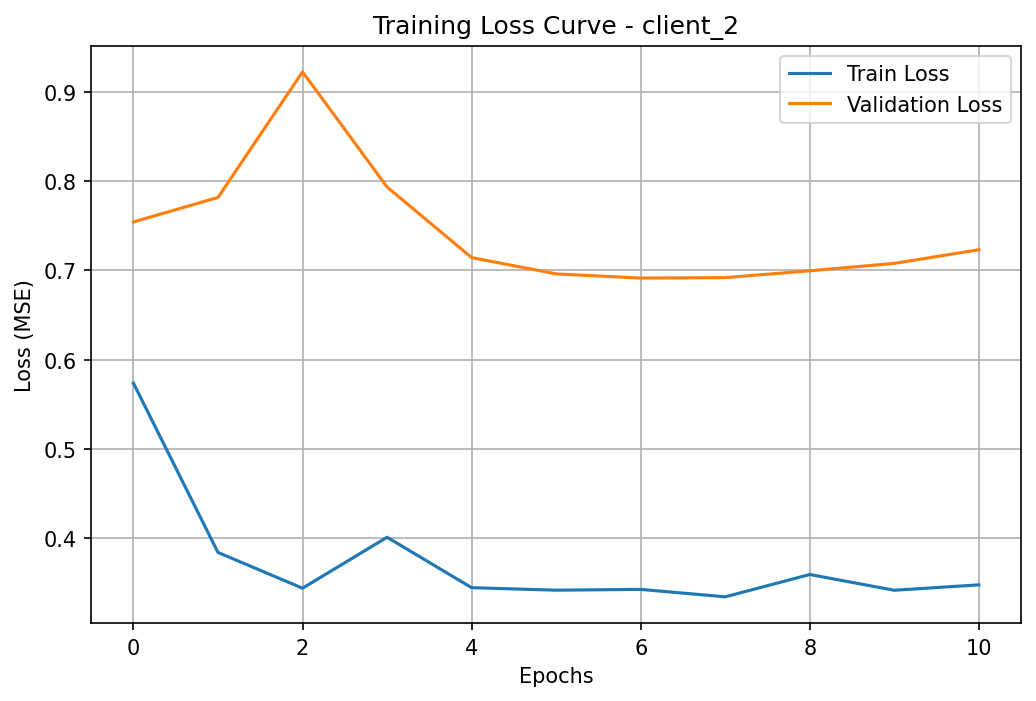 Training Loss Curve - client_2
Train Loss
Validation Loss
0.9
0.8
0.7
0.6
0.5
0.4
Loss (MSE)
0 2 4 6 8 10
Epochs